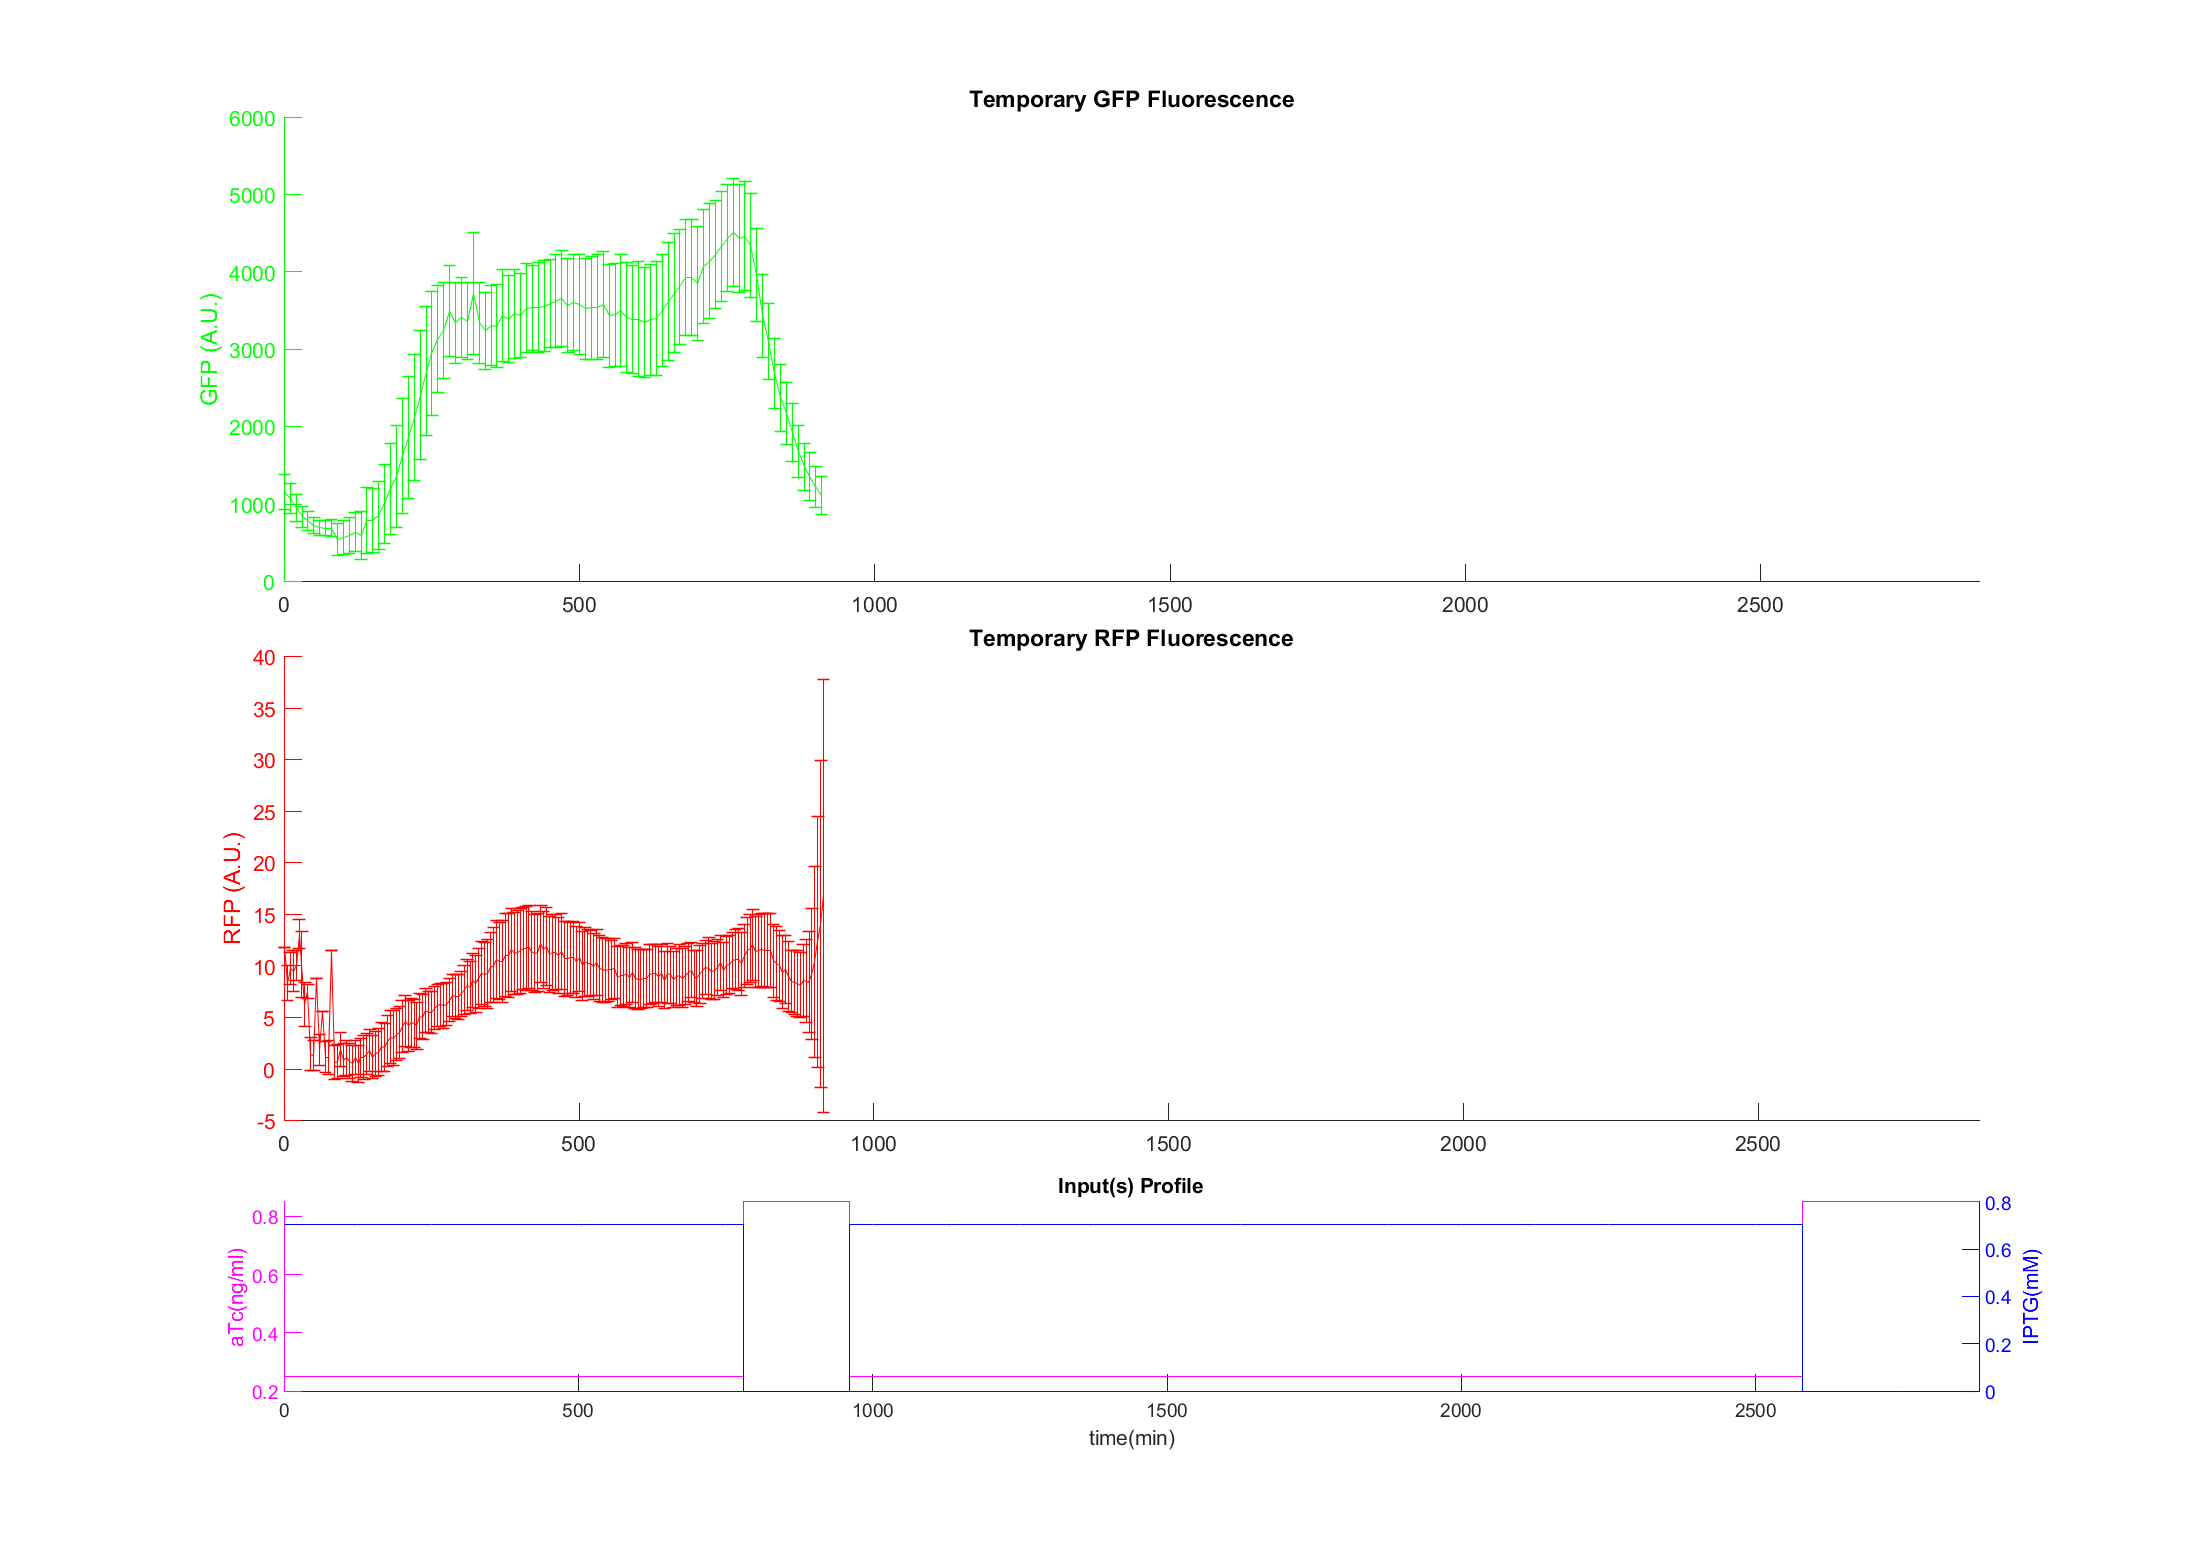 Temporary GFP Fluorescence
6000
5000
4000
3000
2000
1000
0
GFP (A.U.)
0 500 1000 1500 2000 2500
Temporary RFP Fluorescence
40
35
30
25
20
15
10
5
0
-5
RFP (A.U.)
0 500 1000 1500 2000 2500
Input(s) Profile
0.8
0.6
0.4
0.2
aTc(ng/ml)
0.8
0.6
0.4
0.2
0
IPTG(mM)
0 500 1000 1500 2000 2500
time(min)